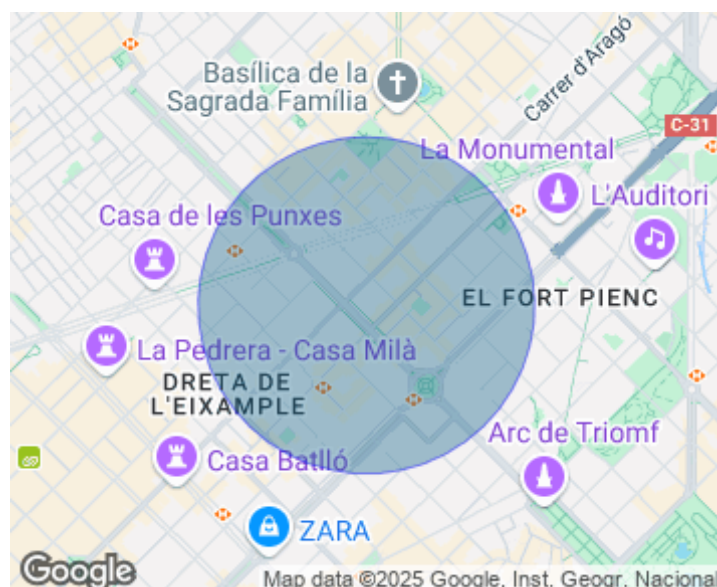 Basílica de la
Sagrada Família
Carrer d'Aragó
C-31
La Monumental
L'Auditori
Casa de les Punxes
EL FORT PIENC
La Pedrera - Casa Milà
DRETA DE
L'EIXAMPLE
Arc de Triomf
Casa Batlló
ZARA
Google
Map data ©2025 Google, Inst. Geogr. Nacional